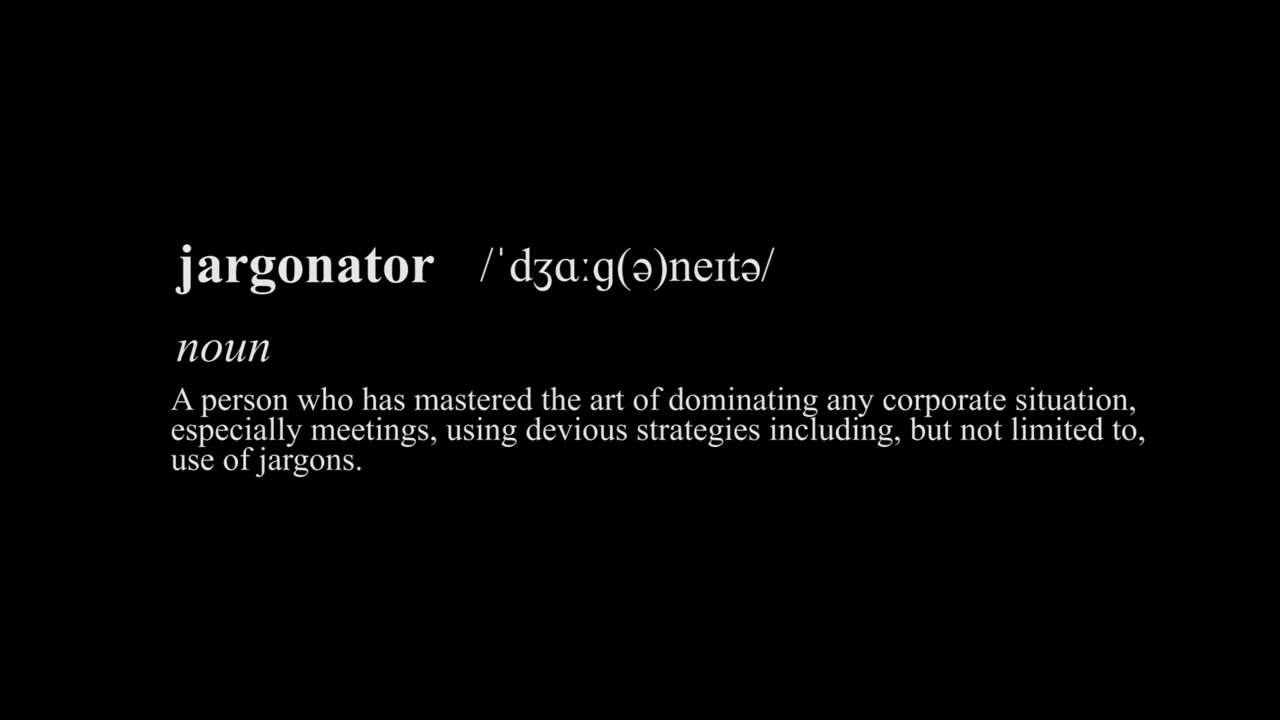 jargonator /ˈdʒɑːɡ(ə)neɪtə/
noun
A person who has mastered the art of dominating any corporate situation,
especially meetings, using devious strategies including, but not limited to,
use of jargons.